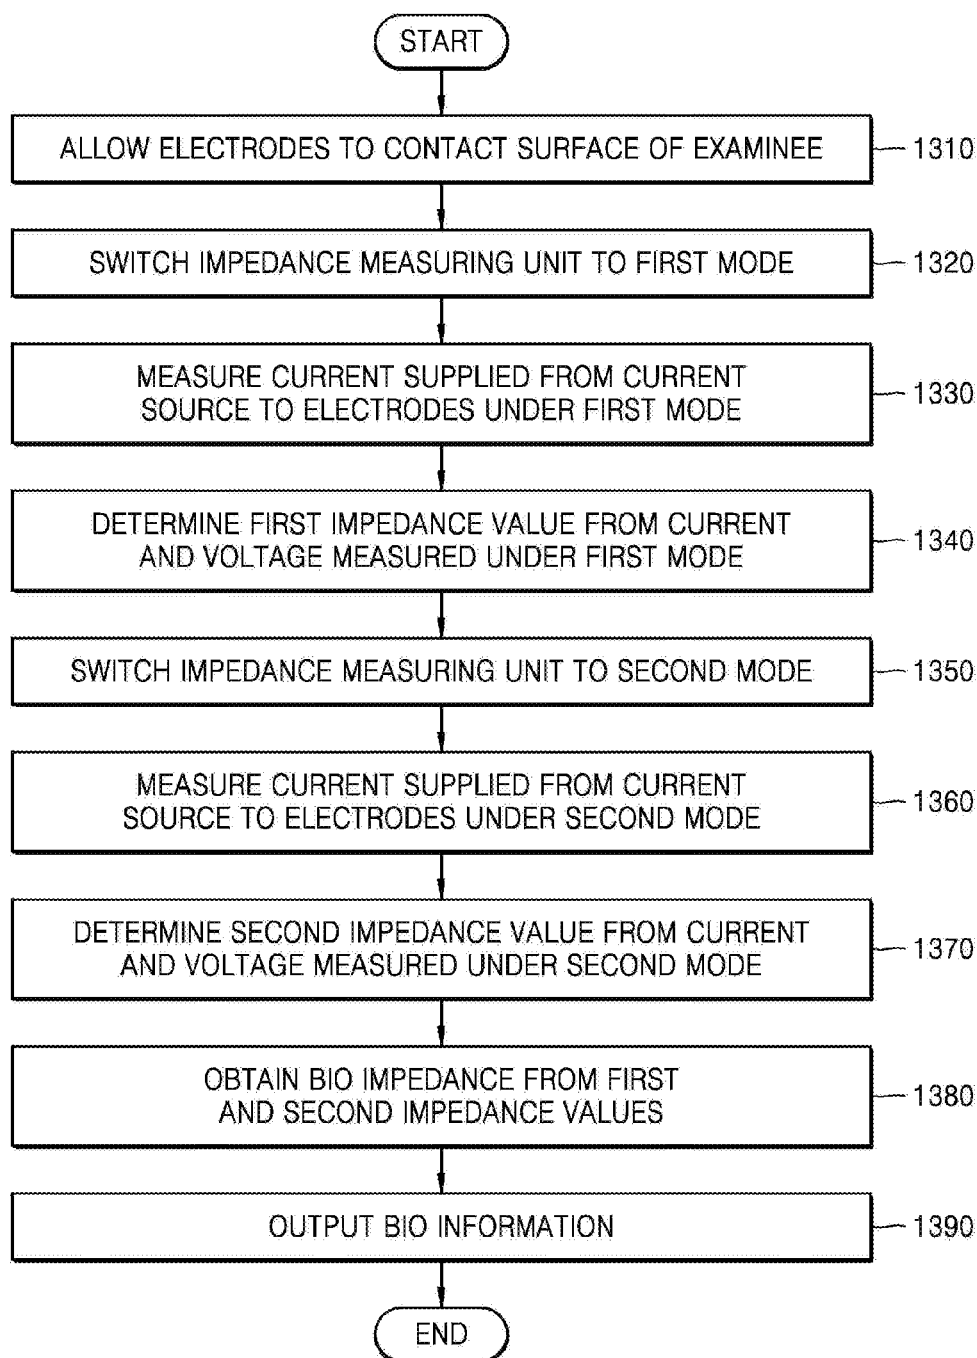 START
ALLOW ELECTRODES TO CONTACT SURFACE OF EXAMINEE
1310
SWITCH IMPEDANCE MEASURING UNIT TO FIRST MODE
1320
MEASURE CURRENT SUPPLIED FROM CURRENT
SOURCE TO ELECTRODES UNDER FIRST MODE
1330
DETERMINE FIRST IMPEDANCE VALUE FROM CURRENT
AND VOLTAGE MEASURED UNDER FIRST MODE
1340
SWITCH IMPEDANCE MEASURING UNIT TO SECOND MODE
1350
MEASURE CURRENT SUPPLIED FROM CURRENT
SOURCE TO ELECTRODES UNDER SECOND MODE
1360
DETERMINE SECOND IMPEDANCE VALUE FROM CURRENT
AND VOLTAGE MEASURED UNDER SECOND MODE
1370
OBTAIN BIO IMPEDANCE FROM FIRST
AND SECOND IMPEDANCE VALUES
1380
OUTPUT BIO INFORMATION
1390
END